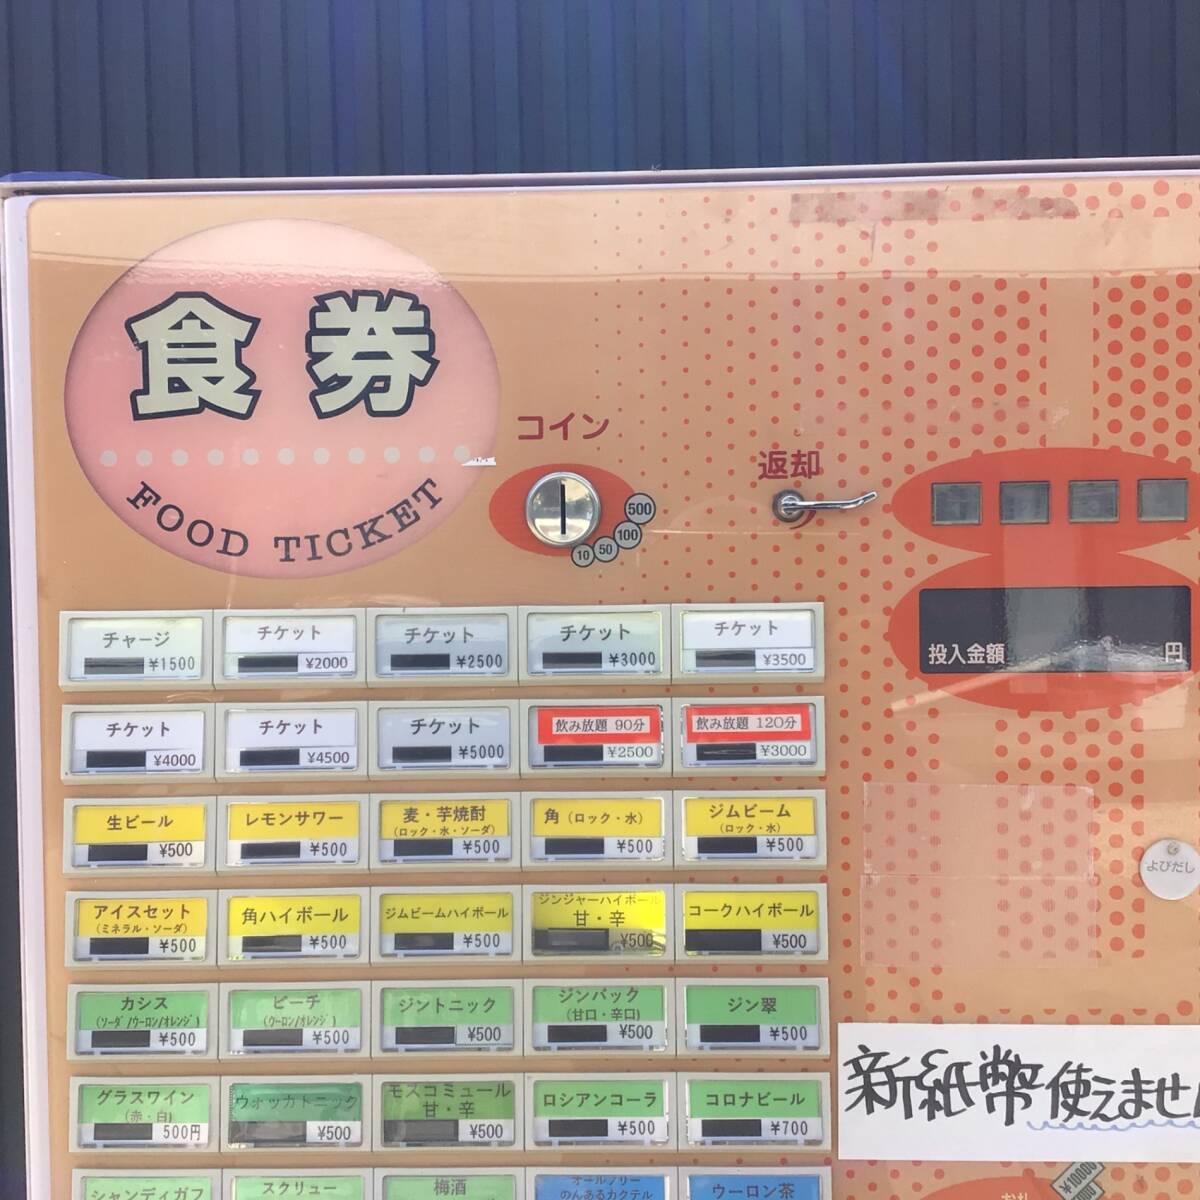 食券
FOOD TICKET
コイン
500
100
50
10
返却
投入金額 円
チャージ
¥1500
チケット
¥2000
チケット
¥2500
チケット
¥3000
チケット
¥3500
チケット
¥4000
チケット
¥4500
チケット
¥5000
飲み放題 90分
¥2500
飲み放題 120分
¥3000
生ビール
¥500
レモンサワー
¥500
麦・芋焼酎
(ロック・水・ソーダ)
¥500
角(ロック・水)
¥500
ジムビーム
(ロック・水)
¥500
よびだし
アイスセット
(ミネラル・ソーダ)
¥500
角ハイボール
¥500
ジムビームハイボール
¥500
ジンジャーハイボール
甘・辛
¥500
コークハイボール
¥500
カシス
(ソーダ/ウーロン/オレンジ)
¥500
ピーチ
(ウーロン/オレンジ)
¥500
ジントニック
¥500
ジンバック
(甘口・辛口)
¥500
ジン翠
¥500
新紙幣使えません
グラスワイン
(赤・白)
500円
ウォッカトニック
¥500
モスコミュール
甘・辛
¥500
ロシアンコーラ
¥500
コロナビール
¥700
シャンディガフ
スクリュー
梅酒
オールフリー
のんあるカクテル
ウーロン茶